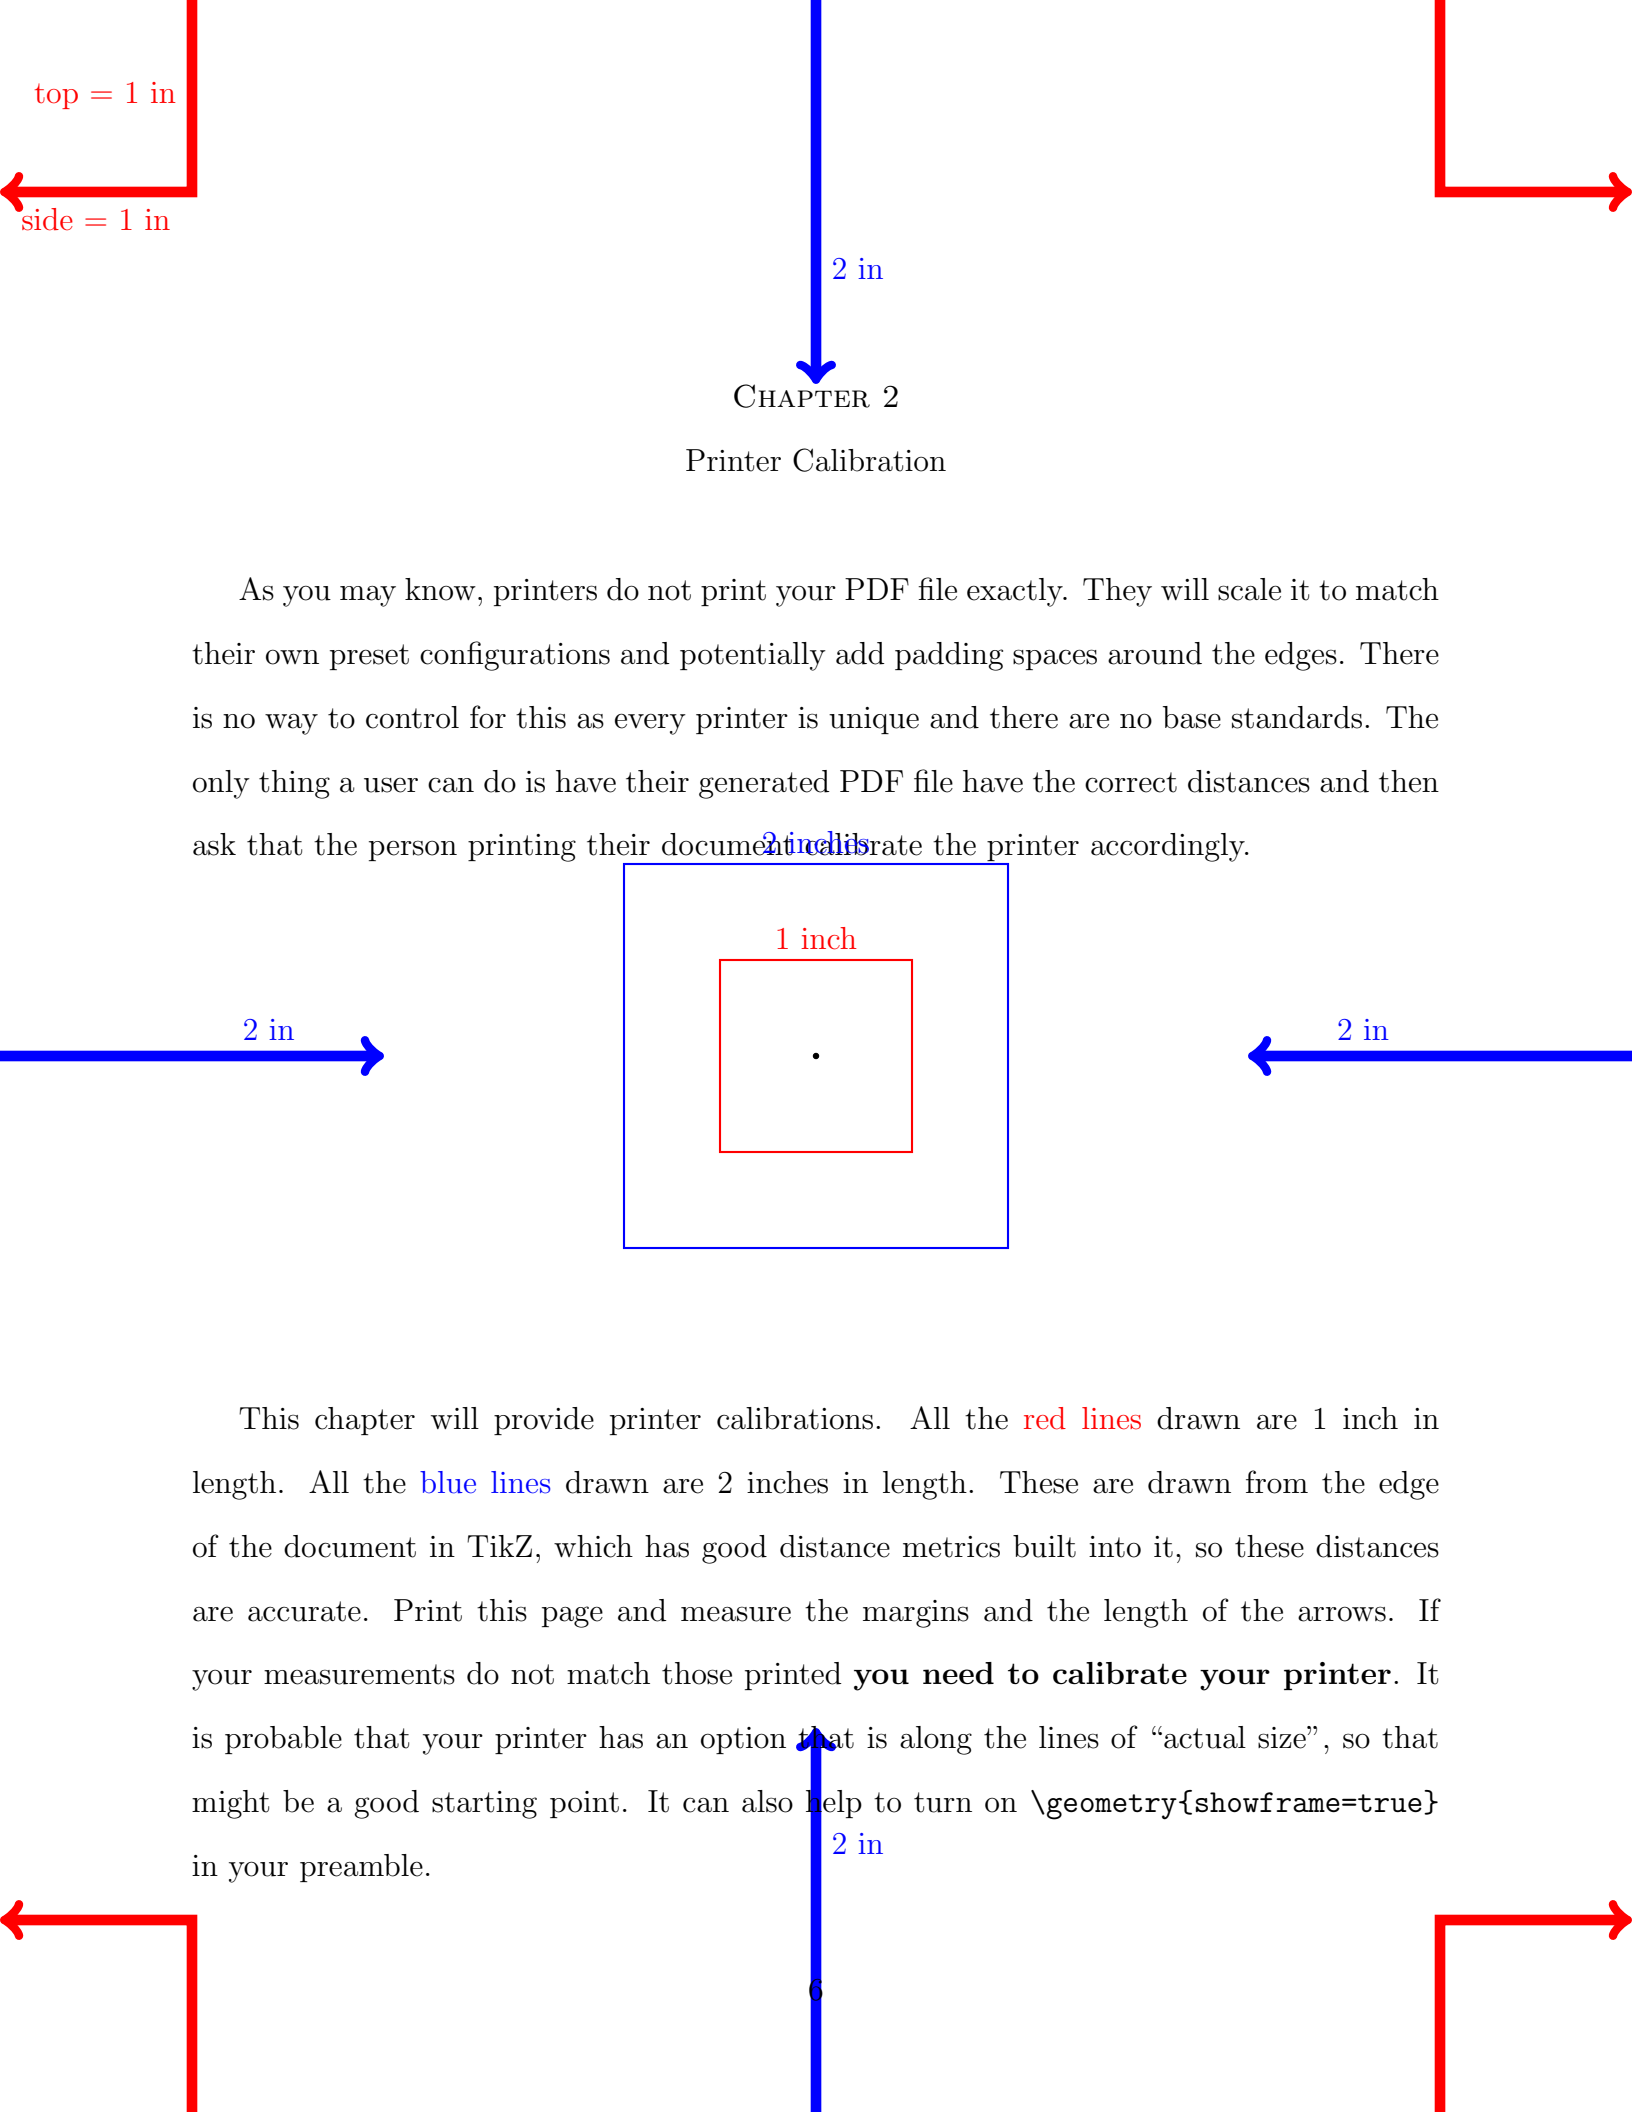 top = 1 in
side = 1 in
2 in
Chapter 2
Printer Calibration
As you may know, printers do not print your PDF file exactly. They will scale it to match
their own preset configurations and potentially add padding spaces around the edges. There
is no way to control for this as every printer is unique and there are no base standards. The
only thing a user can do is have their generated PDF file have the correct distances and then
ask that the person printing their document calibrate the printer accordingly.
2 inches
1 inch
2 in
2 in
This chapter will provide printer calibrations. All the red lines drawn are 1 inch in
length. All the blue lines drawn are 2 inches in length. These are drawn from the edge
of the document in TikZ, which has good distance metrics built into it, so these distances
are accurate. Print this page and measure the margins and the length of the arrows. If
your measurements do not match those printed you need to calibrate your printer. It
is probable that your printer has an option that is along the lines of “actual size”, so that
might be a good starting point. It can also help to turn on \geometry{showframe=true}
2 in
in your preamble.
6